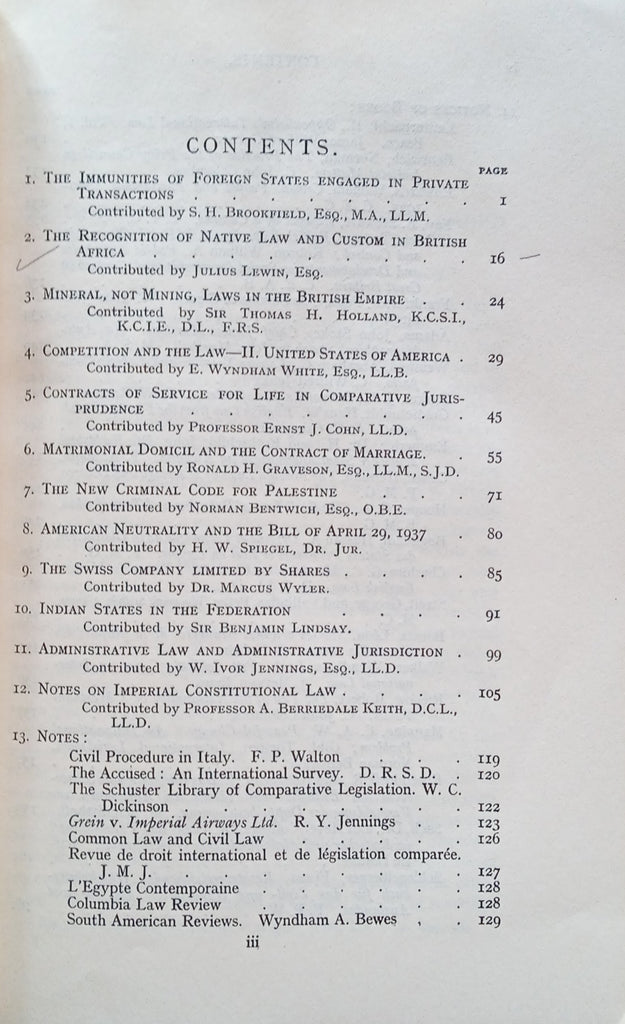 CONTENTS.
PAGE
1. THE IMMUNITIES OF FOREIGN STATES ENGAGED IN PRIVATE
TRANSACTIONS . . . . . . . . 1
Contributed by S. H. BROOKFIELD, ESQ., M.A., LL.M.
2. THE RECOGNITION OF NATIVE LAW AND CUSTOM IN BRITISH
AFRICA . . . . . . . . . 16
Contributed by JULIUS LEWIN, ESQ.
3. MINERAL, NOT MINING, LAWS IN THE BRITISH EMPIRE . . 24
Contributed by SIR THOMAS H. HOLLAND, K.C.S.I.,
K.C.I.E., D.L., F.R.S.
4. COMPETITION AND THE LAW—II. UNITED STATES OF AMERICA . 29
Contributed by E. WYNDHAM WHITE, ESQ., LL.B.
5. CONTRACTS OF SERVICE FOR LIFE IN COMPARATIVE JURIS-
PRUDENCE . . . . . . . . 45
Contributed by PROFESSOR ERNST J. COHN, LL.D.
6. MATRIMONIAL DOMICIL AND THE CONTRACT OF MARRIAGE. . 55
Contributed by RONALD H. GRAVESON, ESQ., LL.M., S.J.D.
7. THE NEW CRIMINAL CODE FOR PALESTINE . . . 71
Contributed by NORMAN BENTWICH, ESQ., O.B.E.
8. AMERICAN NEUTRALITY AND THE BILL OF APRIL 29, 1937 . 80
Contributed by H. W. SPIEGEL, DR. JUR.
9. THE SWISS COMPANY LIMITED BY SHARES . . . . 85
Contributed by DR. MARCUS WYLER.
10. INDIAN STATES IN THE FEDERATION . . . . 91
Contributed by SIR BENJAMIN LINDSAY.
11. ADMINISTRATIVE LAW AND ADMINISTRATIVE JURISDICTION . 99
Contributed by W. IVOR JENNINGS, ESQ., LL.D.
12. NOTES ON IMPERIAL CONSTITUTIONAL LAW . . . . 105
Contributed by PROFESSOR A. BERRIEDALE KEITH, D.C.L.,
LL.D.
13. NOTES :
Civil Procedure in Italy. F. P. Walton . . . 119
The Accused : An International Survey. D. R. S. D. . 120
The Schuster Library of Comparative Legislation. W. C.
Dickinson . . . . . . . . 122
Grein v. Imperial Airways Ltd. R. Y. Jennings . . 123
Common Law and Civil Law . . . . . 126
Revue de droit international et de législation comparée.
J. M. J. . . . . . . . . 127
L'Egypte Contemporaine . . . . . . 128
Columbia Law Review . . . . . . 128
South American Reviews. Wyndham A. Bewes , . 129
iii